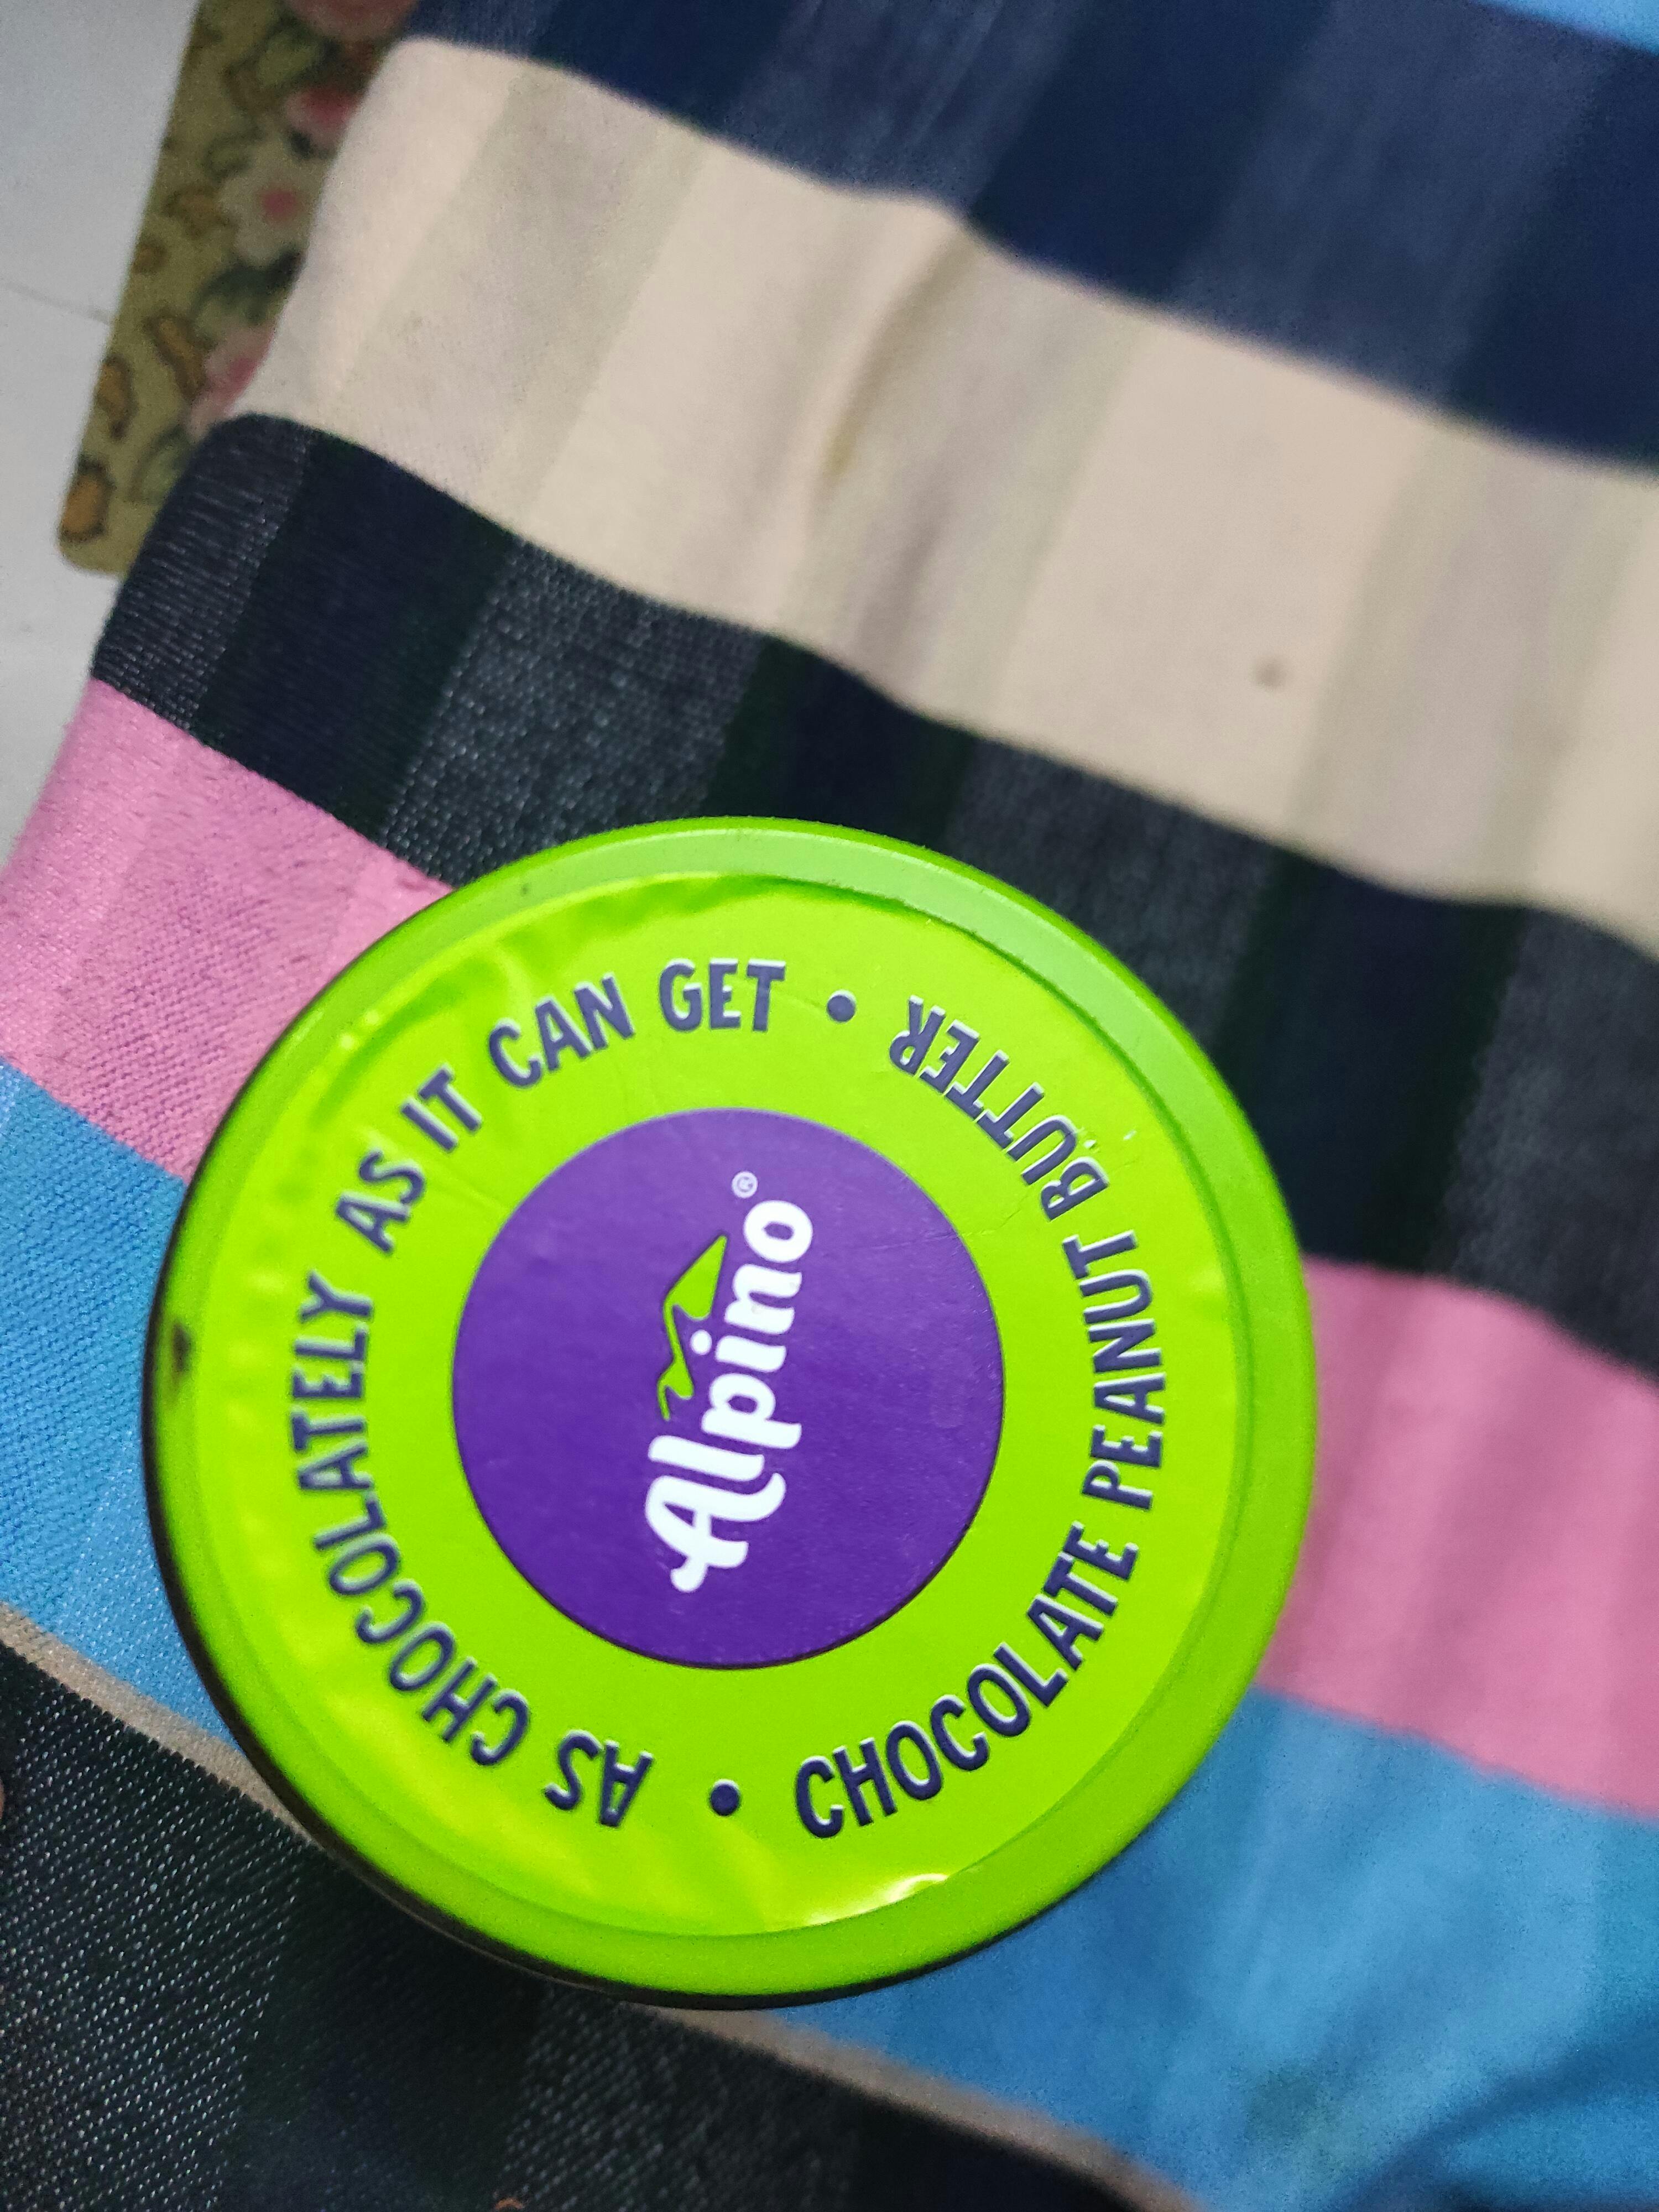 Alpino®
AS CHOCOLATELY AS IT CAN GET •
CHOCOLATE PEANUT BUTTER •